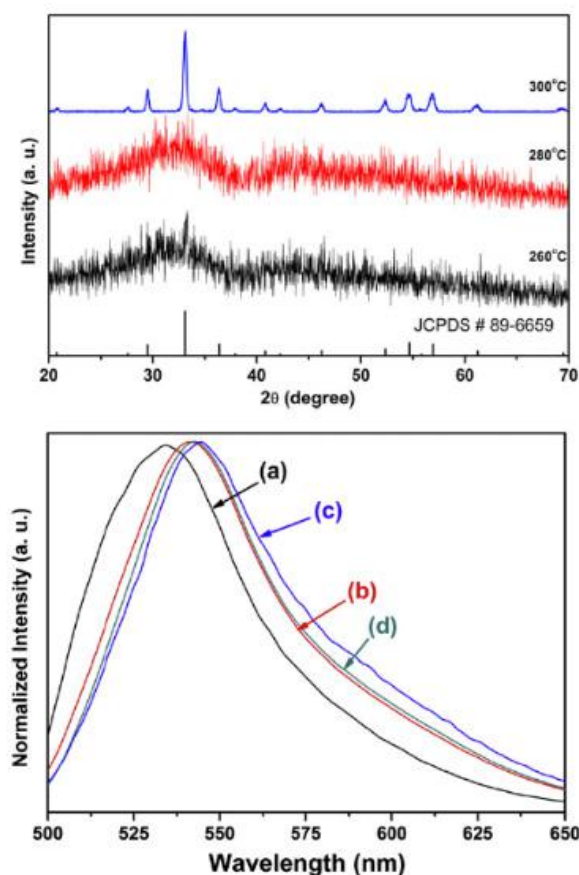 Intensity (a. u.)
300°C
280°C
260°C
JCPDS # 89-6659
20 30 40 50 60 70
2θ (degree)
Normalized Intensity (a. u.)
(a)
(c)
(b)
(d)
500 525 550 575 600 625 650
Wavelength (nm)